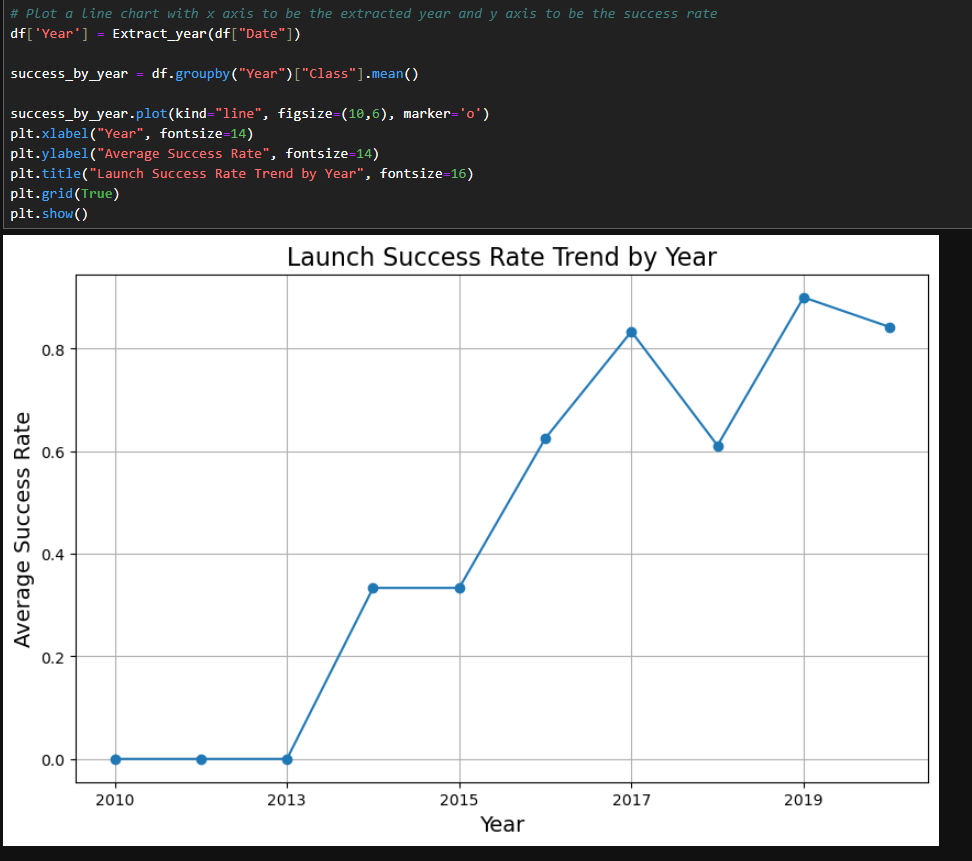 # Plot a line chart with x axis to be the extracted year and y axis to be the success rate
df['Year'] = Extract_year(df["Date"])
success_by_year = df.groupby("Year")["Class"].mean()
success_by_year.plot(kind="line", figsize=(10,6), marker='o')
plt.xlabel("Year", fontsize=14)
plt.ylabel("Average Success Rate", fontsize=14)
plt.title("Launch Success Rate Trend by Year", fontsize=16)
plt.grid(True)
plt.show()
Launch Success Rate Trend by Year
Average Success Rate
0.8
0.6
0.4
0.2
0.0
2010 2013 2015 2017 2019
Year